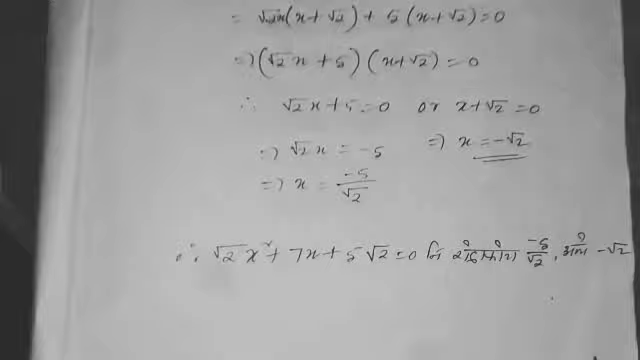 = √2x(x+√2) + 5(x+√2) = 0
=) (√2x + 5) (x+√2) = 0
∴ √2x + 5 = 0 or x+√2 = 0
=) √2x = -5 =) x = -√2
=) x = -5/√2
∴ √2x² + 7x + 5√2 = 0 -5/√2, -√2